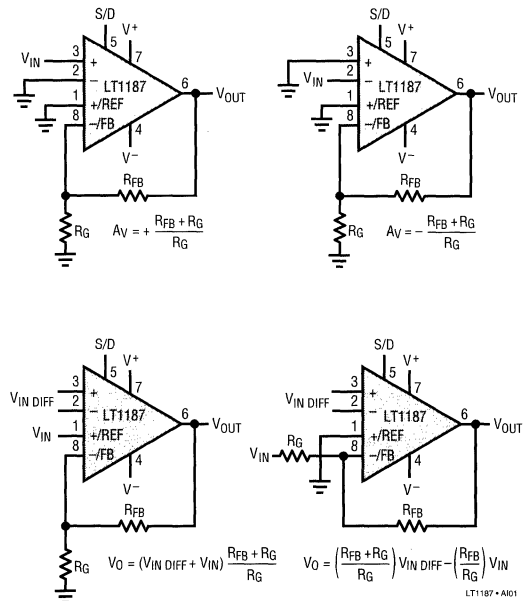 S/D
V+
5
7
3
VIN
+
2
−
LT1187
6
VOUT
1
+/REF
8
−/FB
4
V−
RFB
RG
AV = + (RFB + RG) / RG
S/D
V+
5
7
3
+
2
VIN
−
LT1187
6
VOUT
1
+/REF
8
−/FB
4
V−
RFB
RG
AV = − (RFB + RG) / RG
S/D
V+
5
7
3
+
VIN DIFF
2
−
LT1187
6
VOUT
1
VIN
+/REF
8
−/FB
4
V−
RFB
RG
VO = (VIN DIFF + VIN) (RFB + RG) / RG
S/D
V+
5
7
3
+
VIN DIFF
2
−
LT1187
6
VOUT
1
+/REF
RG
VIN
8
−/FB
4
V−
RFB
VO = ((RFB + RG) / RG) VIN DIFF − (RFB / RG) VIN
LT1187 • AI01